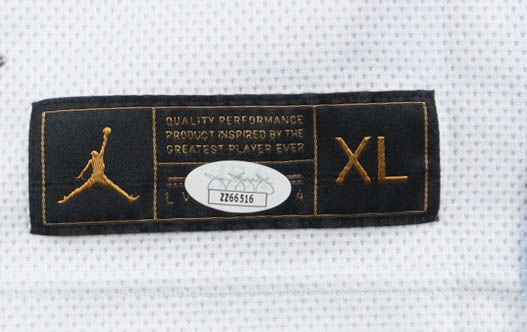 QUALITY PERFORMANCE
PRODUCT INSPIRED BY THE
GREATEST PLAYER EVER
XL
ZZ66516